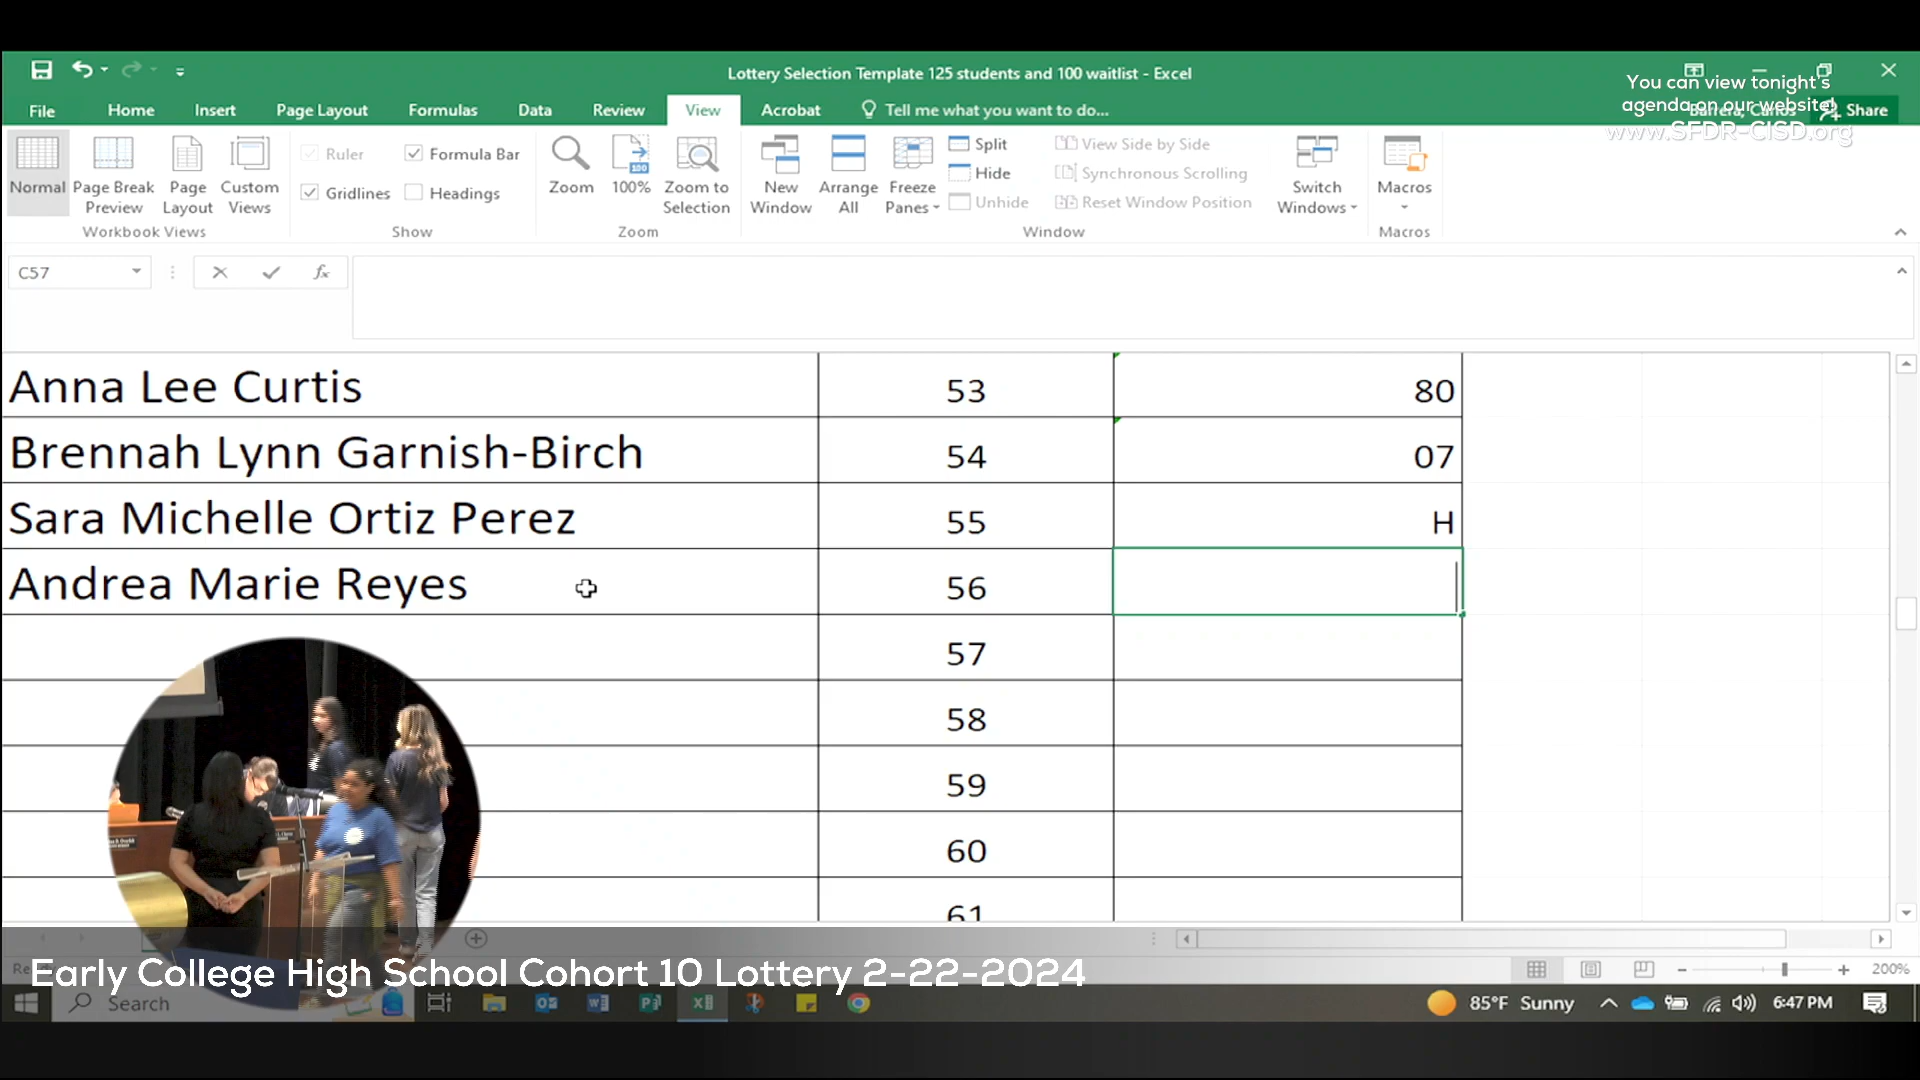 Lottery Selection Template 125 students and 100 waitlist - Excel
You can view tonight's
agenda on our website!
www.SFDR-CISD.org
File Home Insert Page Layout Formulas Data Review View Acrobat Tell me what you want to do... Barrera, Carlos Share
Normal Page Break Preview Page Layout Custom Views
Workbook Views
Ruler Formula Bar
Gridlines Headings
Show
Zoom 100% Zoom to Selection
Zoom
New Window Arrange All Freeze Panes
Split View Side by Side
Hide Synchronous Scrolling
Unhide Reset Window Position
Switch Windows
Window
Macros
Macros
C57 fx
Anna Lee Curtis 53 80
Brennah Lynn Garnish-Birch 54 07
Sara Michelle Ortiz Perez 55 H
Andrea Marie Reyes 56
57
58
59
60
61
Early College High School Cohort 10 Lottery 2-22-2024
200%
Search
85°F Sunny 6:47 PM